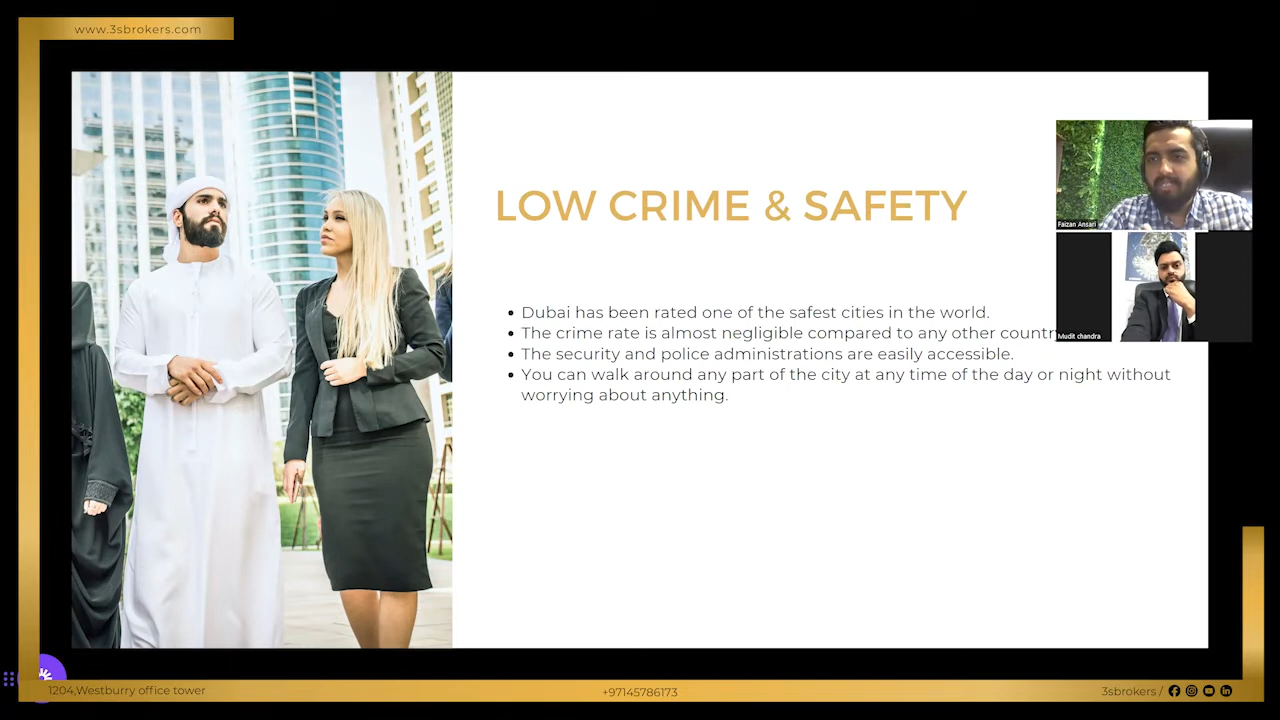 www.3sbrokers.com
LOW CRIME & SAFETY
Faizan Ansari
• Dubai has been rated one of the safest cities in the world.
• The crime rate is almost negligible compared to any other countr
Mudit chandra
• The security and police administrations are easily accessible.
• You can walk around any part of the city at any time of the day or night without
worrying about anything.
1204,Westburry office tower
+97145786173
3sbrokers /